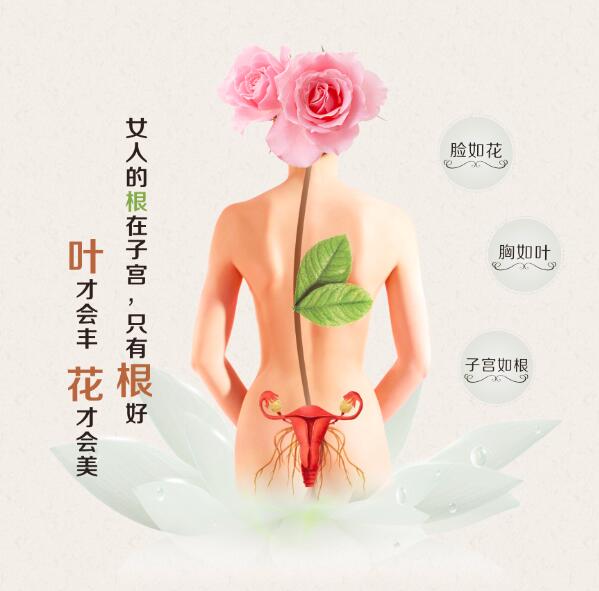 女人的根在子宫，只有根好
叶才会丰 花才会美
脸如花
胸如叶
子宫如根